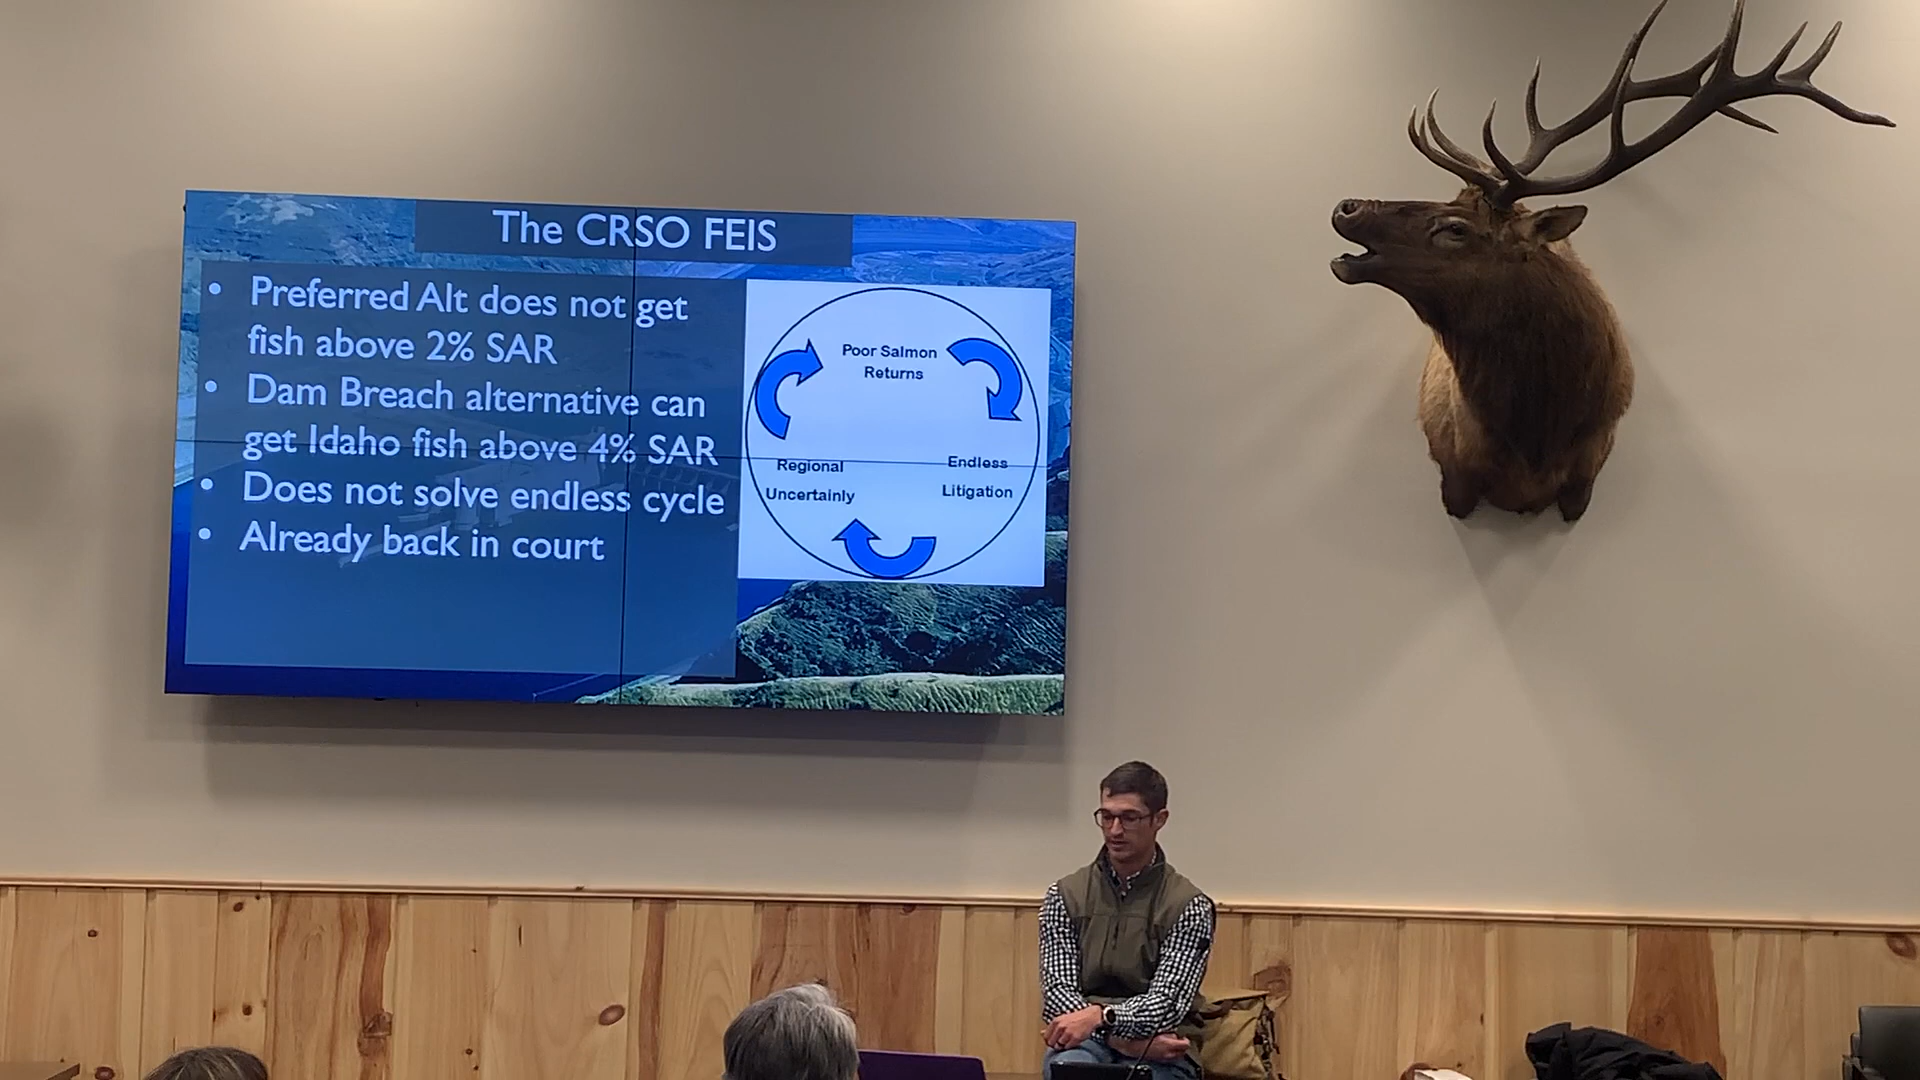 The CRSO FEIS
• Preferred Alt does not get
fish above 2% SAR
• Dam Breach alternative can
get Idaho fish above 4% SAR
• Does not solve endless cycle
• Already back in court
Poor Salmon
Returns
Endless
Litigation
Regional
Uncertainly